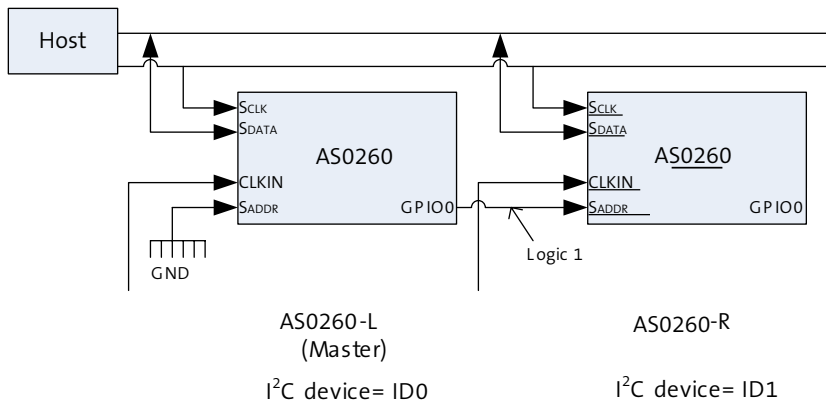 Host
SCLK
SDATA
AS0260
CLKIN
SADDR
GPIO0
GND
SCLK
SDATA
AS0260
CLKIN
SADDR
GPIO0
Logic 1
AS0260-L
(Master)
I²C device= ID0
AS0260-R
I²C device= ID1